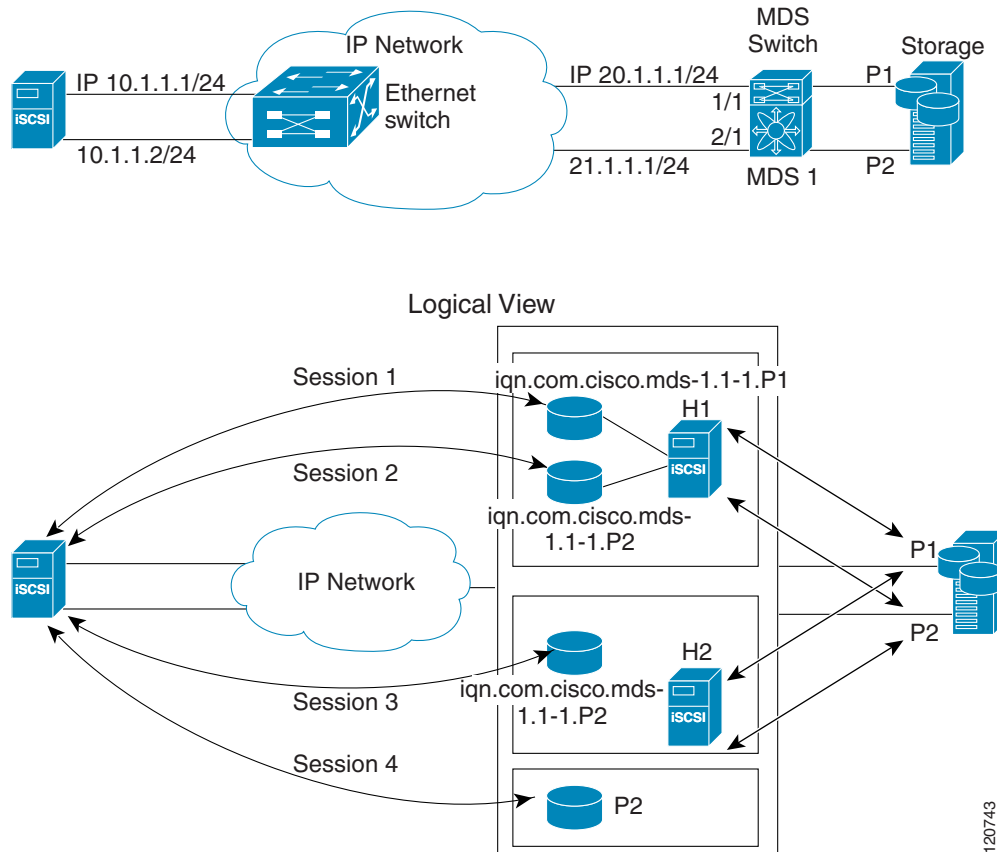 MDS
Switch
Storage
IP Network
IP 10.1.1.1/24
IP 20.1.1.1/24
P1
iSCSI
Ethernet
switch
1/1
2/1
10.1.1.2/24
21.1.1.1/24
MDS 1
P2
Logical View
Session 1
iqn.com.cisco.mds-1.1-1.P1
H1
iSCSI
Session 2
iqn.com.cisco.mds-
1.1-1.P2
P1
iSCSI
IP Network
P2
H2
Session 3
iqn.com.cisco.mds-
1.1-1.P2
iSCSI
Session 4
P2
120743